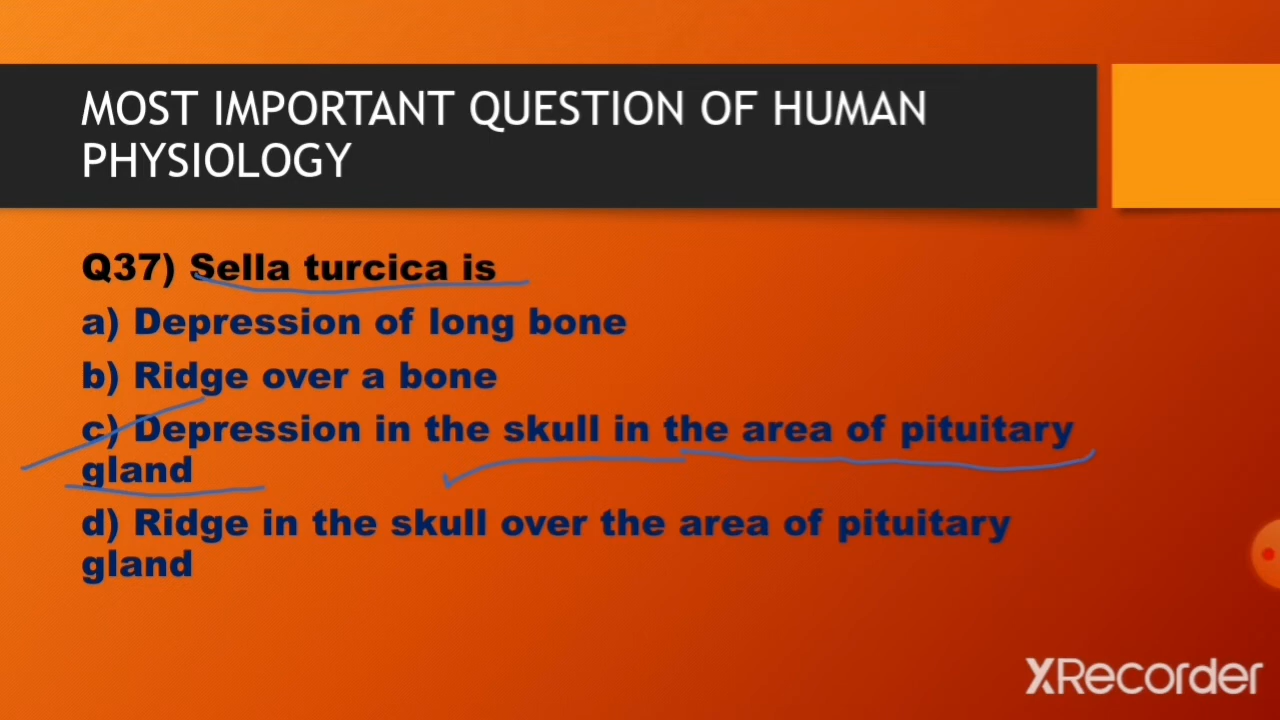 MOST IMPORTANT QUESTION OF HUMAN
PHYSIOLOGY
Q37) Sella turcica is
a) Depression of long bone
b) Ridge over a bone
c) Depression in the skull in the area of pituitary
gland
d) Ridge in the skull over the area of pituitary
gland
XRecorder